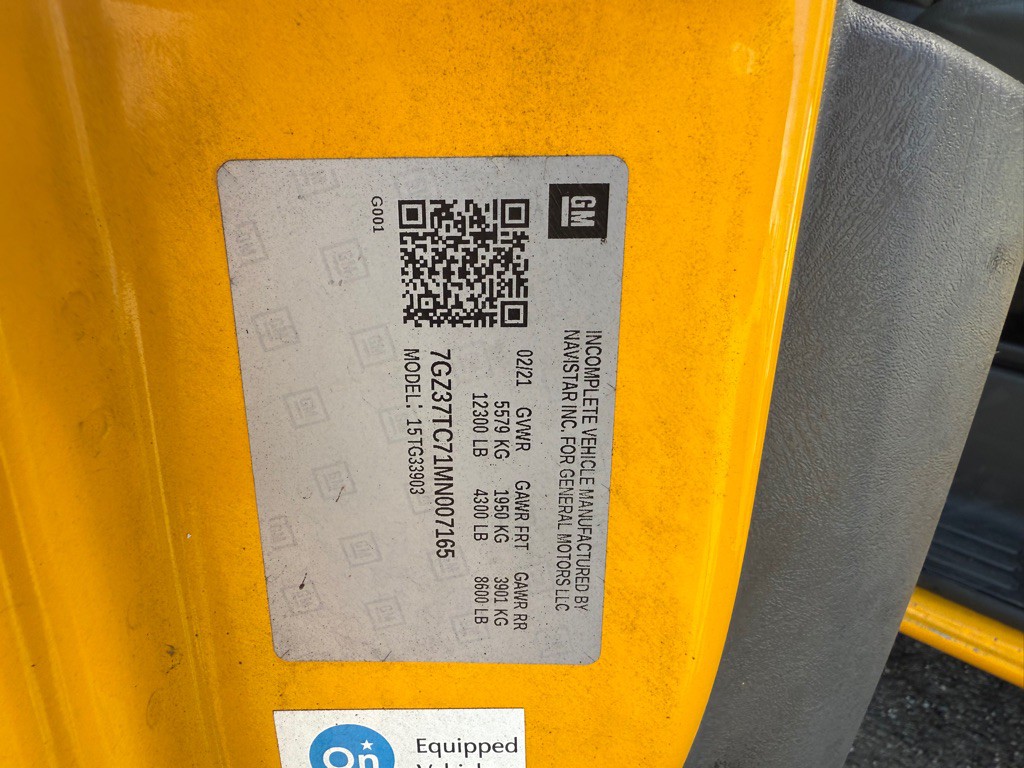 GM
INCOMPLETE VEHICLE MANUFACTURED BY
NAVISTAR INC. FOR GENERAL MOTORS LLC
02/21 GVWR GAWR FRT GAWR RR
5579 KG 1950 KG 3901 KG
12300 LB 4300 LB 8600 LB
7GZ37TC71MN007165
MODEL: 15TG33903
G001
On
Equipped